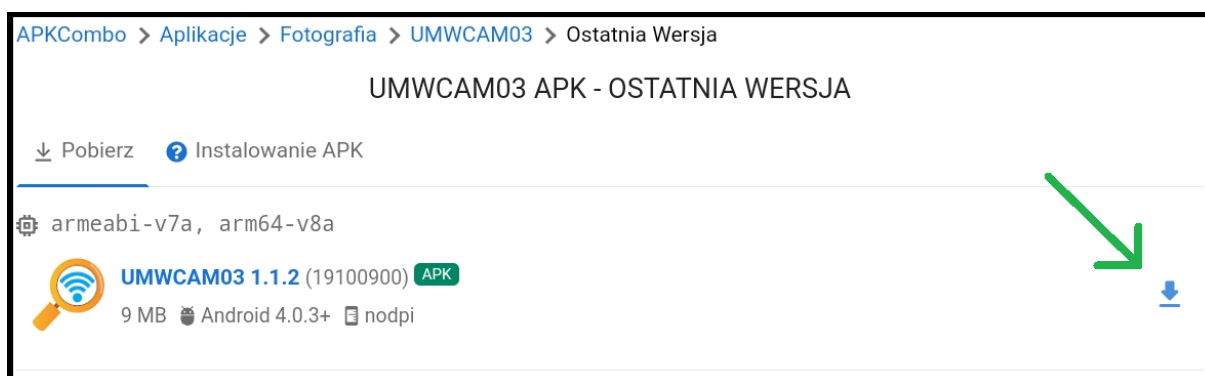 APKCombo > Aplikacje > Fotografia > UMWCAM03 > Ostatnia Wersja
UMWCAM03 APK - OSTATNIA WERSJA
Pobierz ? Instalowanie APK
armeabi-v7a, arm64-v8a
UMWCAM03 1.1.2 (19100900) APK
9 MB Android 4.0.3+ nodpi